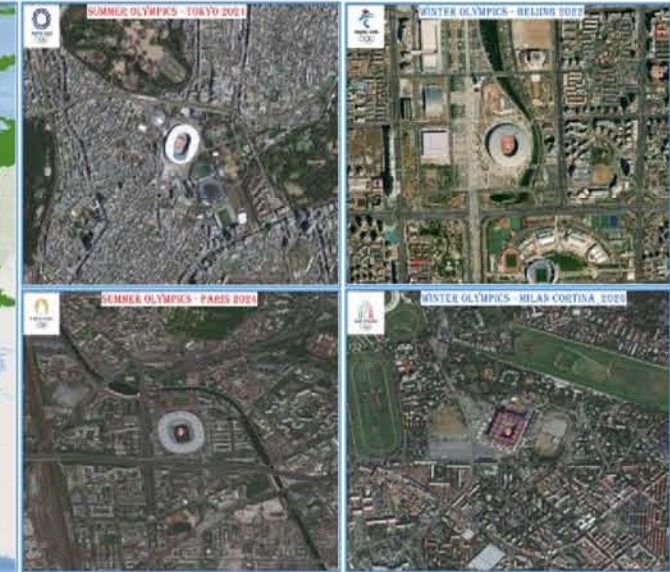 SUMMER OLYMPICS - TOKYO 2021
WINTER OLYMPICS - BEIJING 2022
SUMMER OLYMPICS - PARIS 2024
WINTER OLYMPICS - MILAN CORTINA 2026